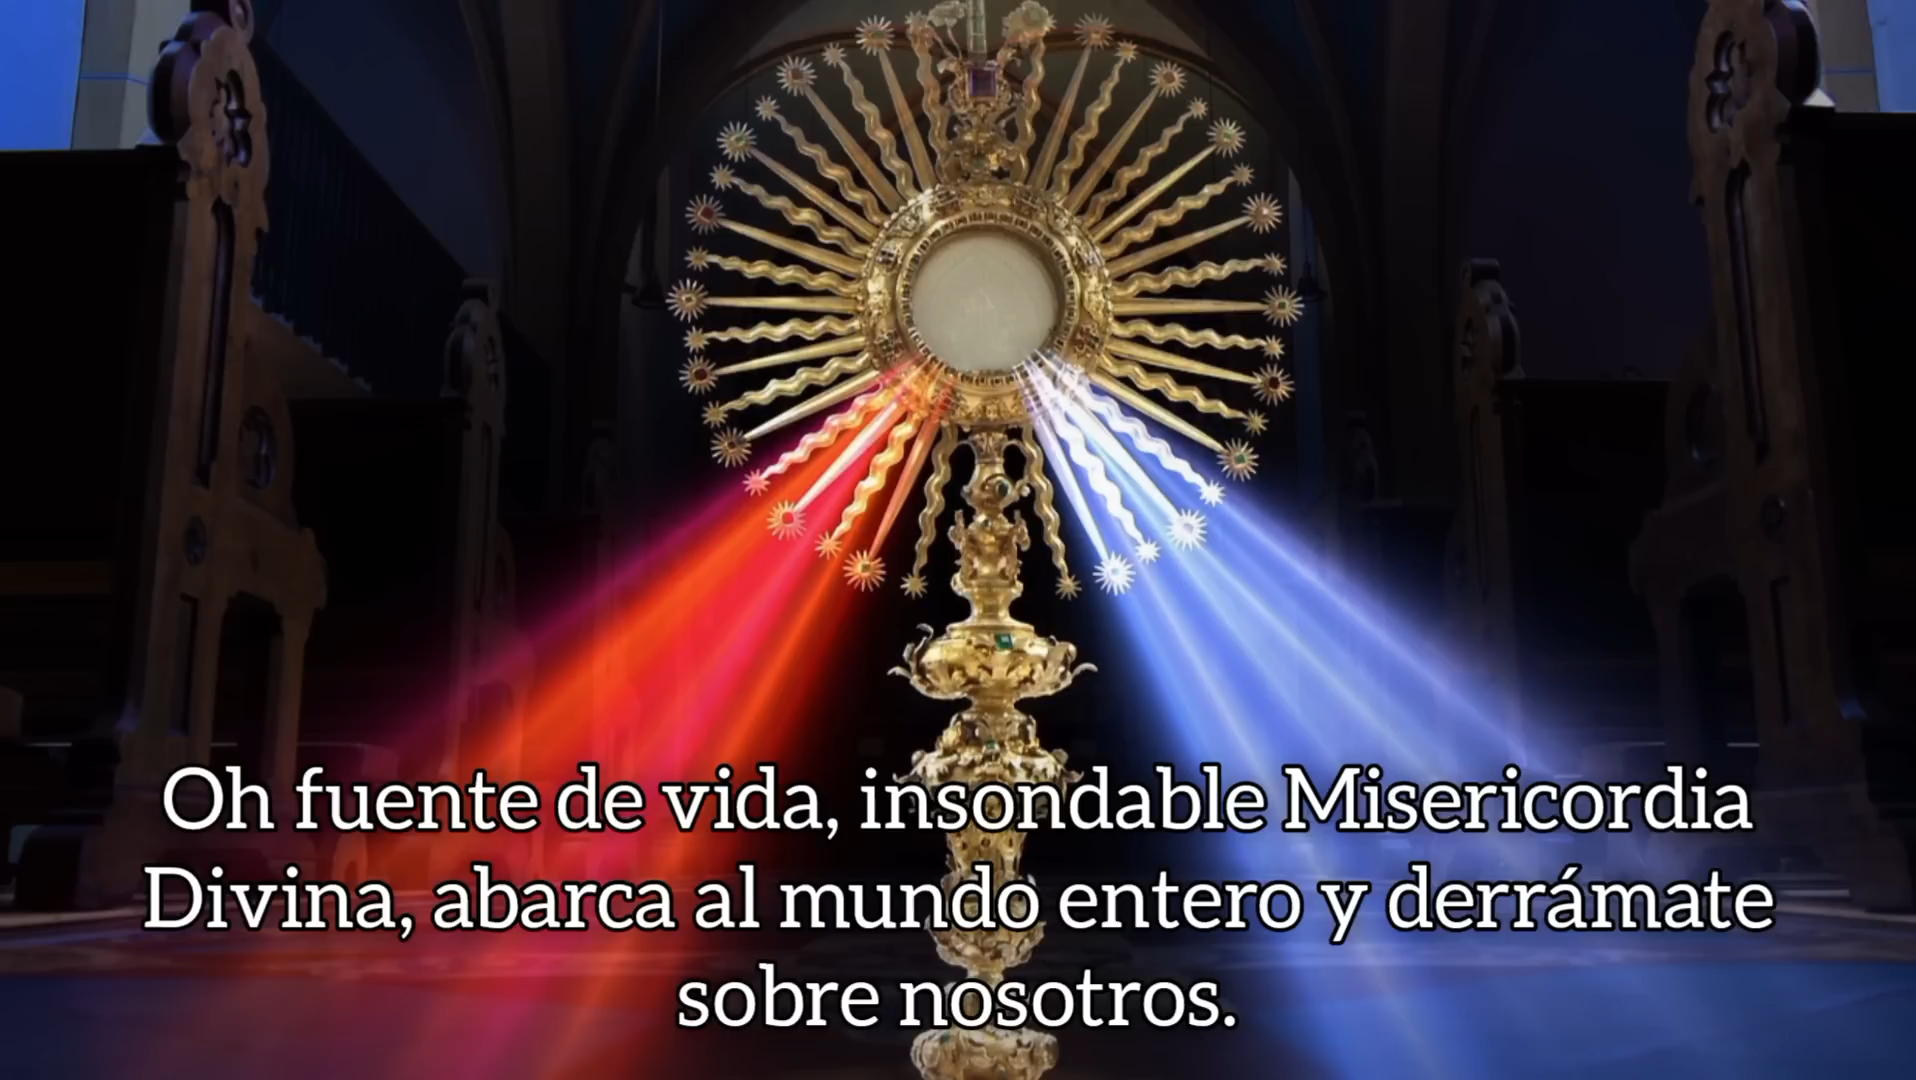 Oh fuente de vida, insondable Misericordia
Divina, abarca al mundo entero y derrámate
sobre nosotros.